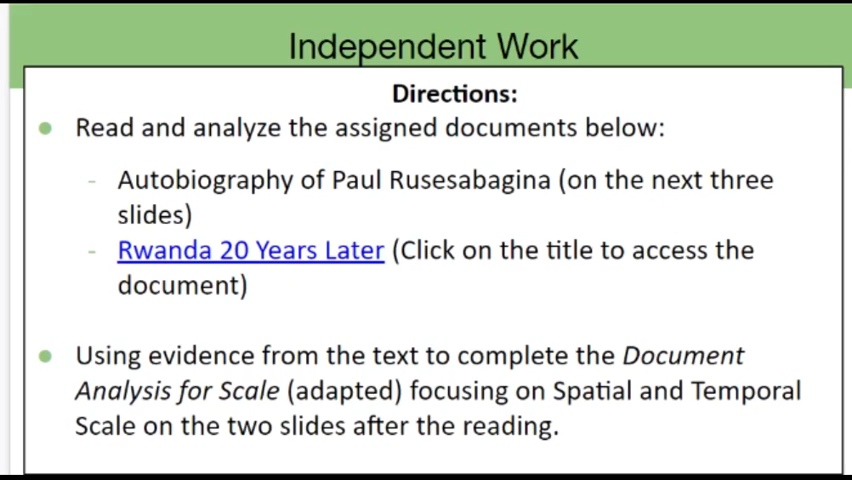 Independent Work
Directions:
● Read and analyze the assigned documents below:
- Autobiography of Paul Rusesabagina (on the next three
slides)
- Rwanda 20 Years Later (Click on the title to access the
document)
● Using evidence from the text to complete the Document
Analysis for Scale (adapted) focusing on Spatial and Temporal
Scale on the two slides after the reading.